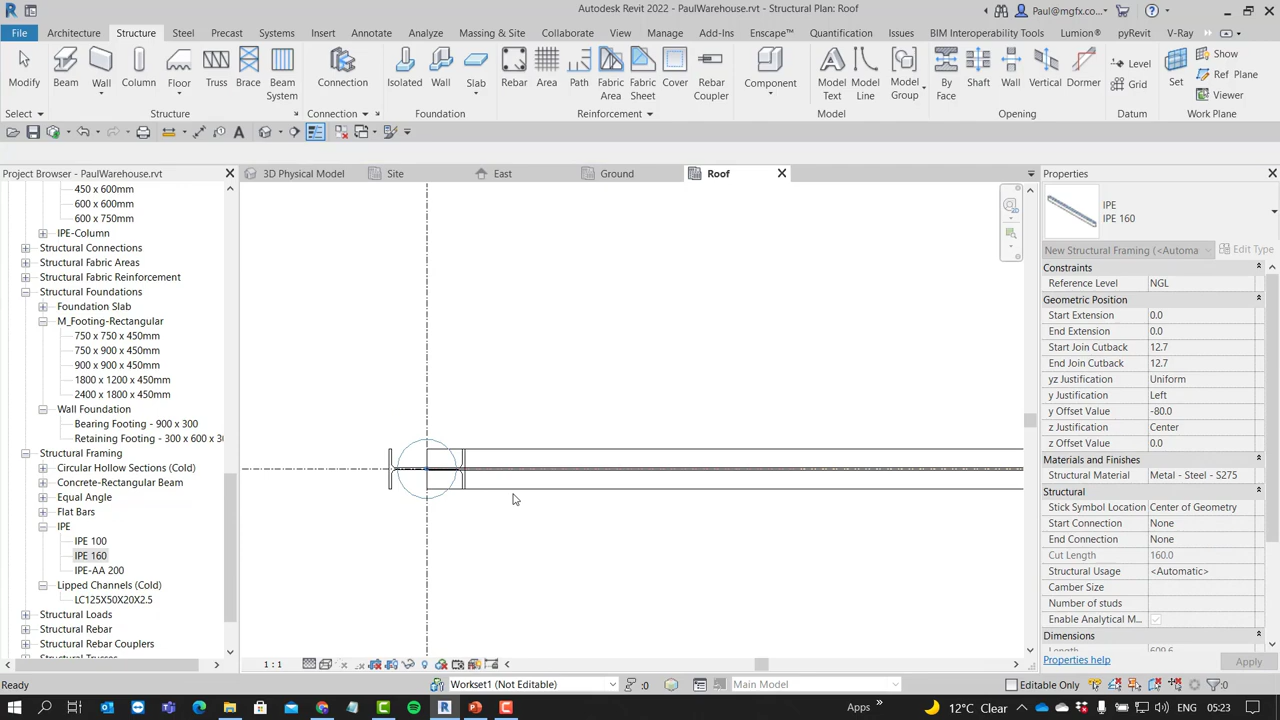 Autodesk Revit 2022 - PaulWarehouse.rvt - Structural Plan: Roof
Paul@mgfx.co...
File Architecture Structure Steel Precast Systems Insert Annotate Analyze Massing & Site Collaborate View Manage Add-Ins Enscape™ Quantification Issues BIM Interoperability Tools pyRevit Lumion® V-Ray
Modify Beam Wall Column Floor Truss Brace Beam System Connection Isolated Wall Slab Rebar Area Path Fabric Area Fabric Sheet Cover Rebar Coupler Component Model Text Model Line Model Group By Face Shaft Wall Vertical Dormer Level Grid Set Show Ref Plane Viewer
Select Structure Connection Foundation Reinforcement Model Opening Datum Work Plane
Project Browser - PaulWarehouse.rvt
3D Physical Model Site East Ground Roof
Properties
450 x 600mm
600 x 600mm
600 x 750mm
IPE-Column
Structural Connections
Structural Fabric Areas
Structural Fabric Reinforcement
Structural Foundations
Foundation Slab
M_Footing-Rectangular
750 x 750 x 450mm
750 x 900 x 450mm
900 x 900 x 450mm
1800 x 1200 x 450mm
2400 x 1800 x 450mm
Wall Foundation
Bearing Footing - 900 x 300
Retaining Footing - 300 x 600 x 3
Structural Framing
Circular Hollow Sections (Cold)
Concrete-Rectangular Beam
Equal Angle
Flat Bars
IPE
IPE 100
IPE 160
IPE-AA 200
Lipped Channels (Cold)
LC125X50X20X2.5
Structural Loads
Structural Rebar
Structural Rebar Couplers
Structural Trusses
IPE
IPE 160
New Structural Framing (<Automa
Edit Type
Constraints
Reference Level NGL
Geometric Position
Start Extension 0.0
End Extension 0.0
Start Join Cutback 12.7
End Join Cutback 12.7
yz Justification Uniform
y Justification Left
y Offset Value -80.0
z Justification Center
z Offset Value 0.0
Materials and Finishes
Structural Material Metal - Steel - S275
Structural
Stick Symbol Location Center of Geometry
Start Connection None
End Connection None
Cut Length 160.0
Structural Usage <Automatic>
Camber Size
Number of studs
Enable Analytical M...
Dimensions
Length 609.6
Properties help
Apply
1 : 1
Ready
Workset1 (Not Editable)
:0
Main Model
Editable Only
:0
Apps
12°C Clear
ENG
05:23